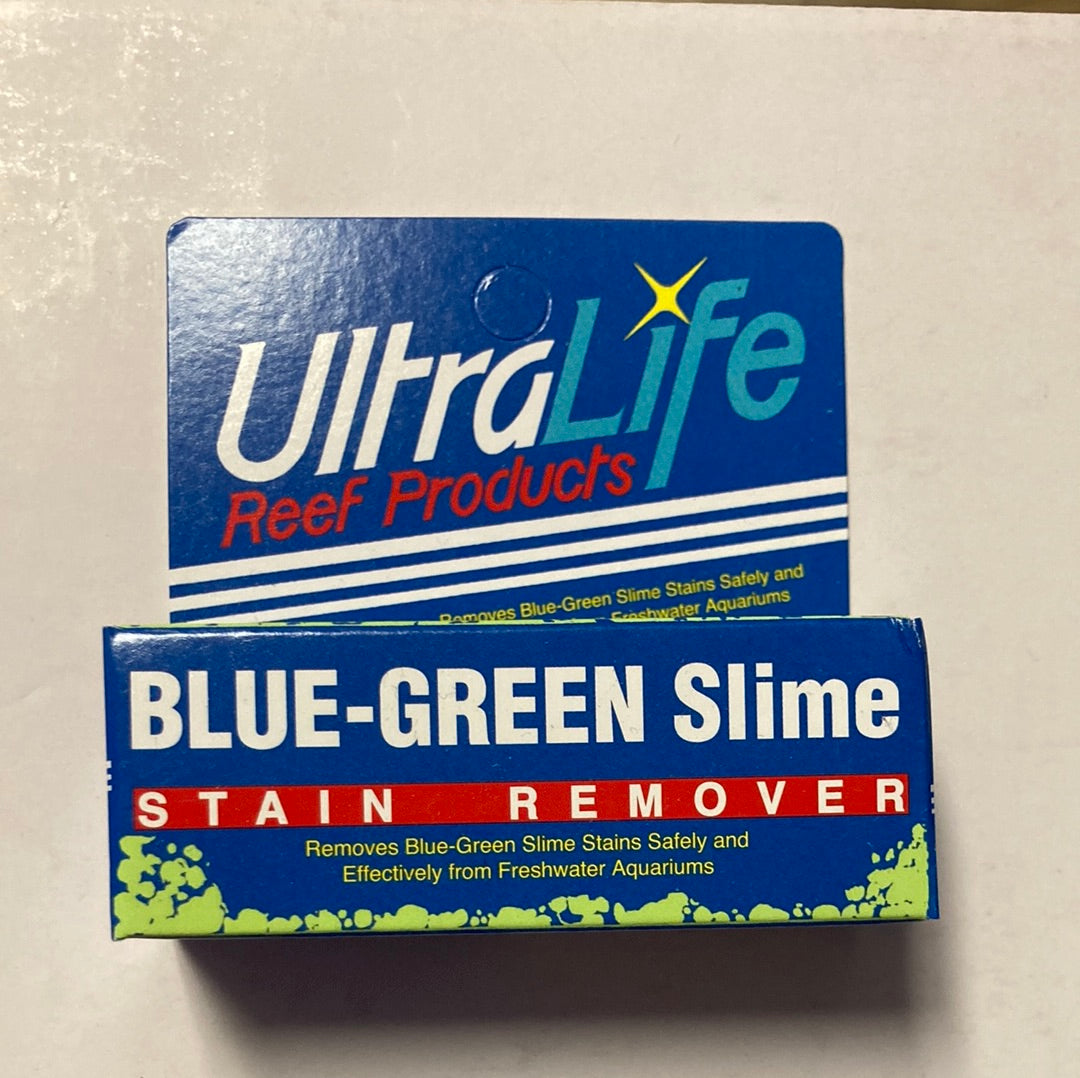 UltraLife
Reef Products
Removes Blue-Green Slime Stains Safely and
Freshwater Aquariums
BLUE-GREEN Slime
STAIN REMOVER
Removes Blue-Green Slime Stains Safely and
Effectively from Freshwater Aquariums